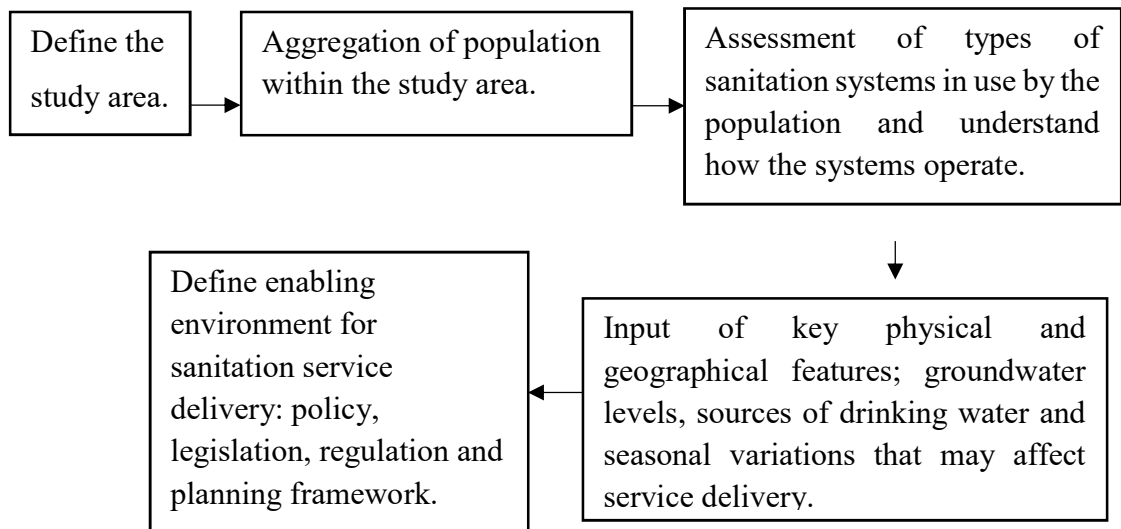 Define the
study area.
Aggregation of population
within the study area.
Assessment of types of
sanitation systems in use by the
population and understand
how the systems operate.
Input of key physical and
geographical features; groundwater
levels, sources of drinking water and
seasonal variations that may affect
service delivery.
Define enabling
environment for
sanitation service
delivery: policy,
legislation, regulation and
planning framework.